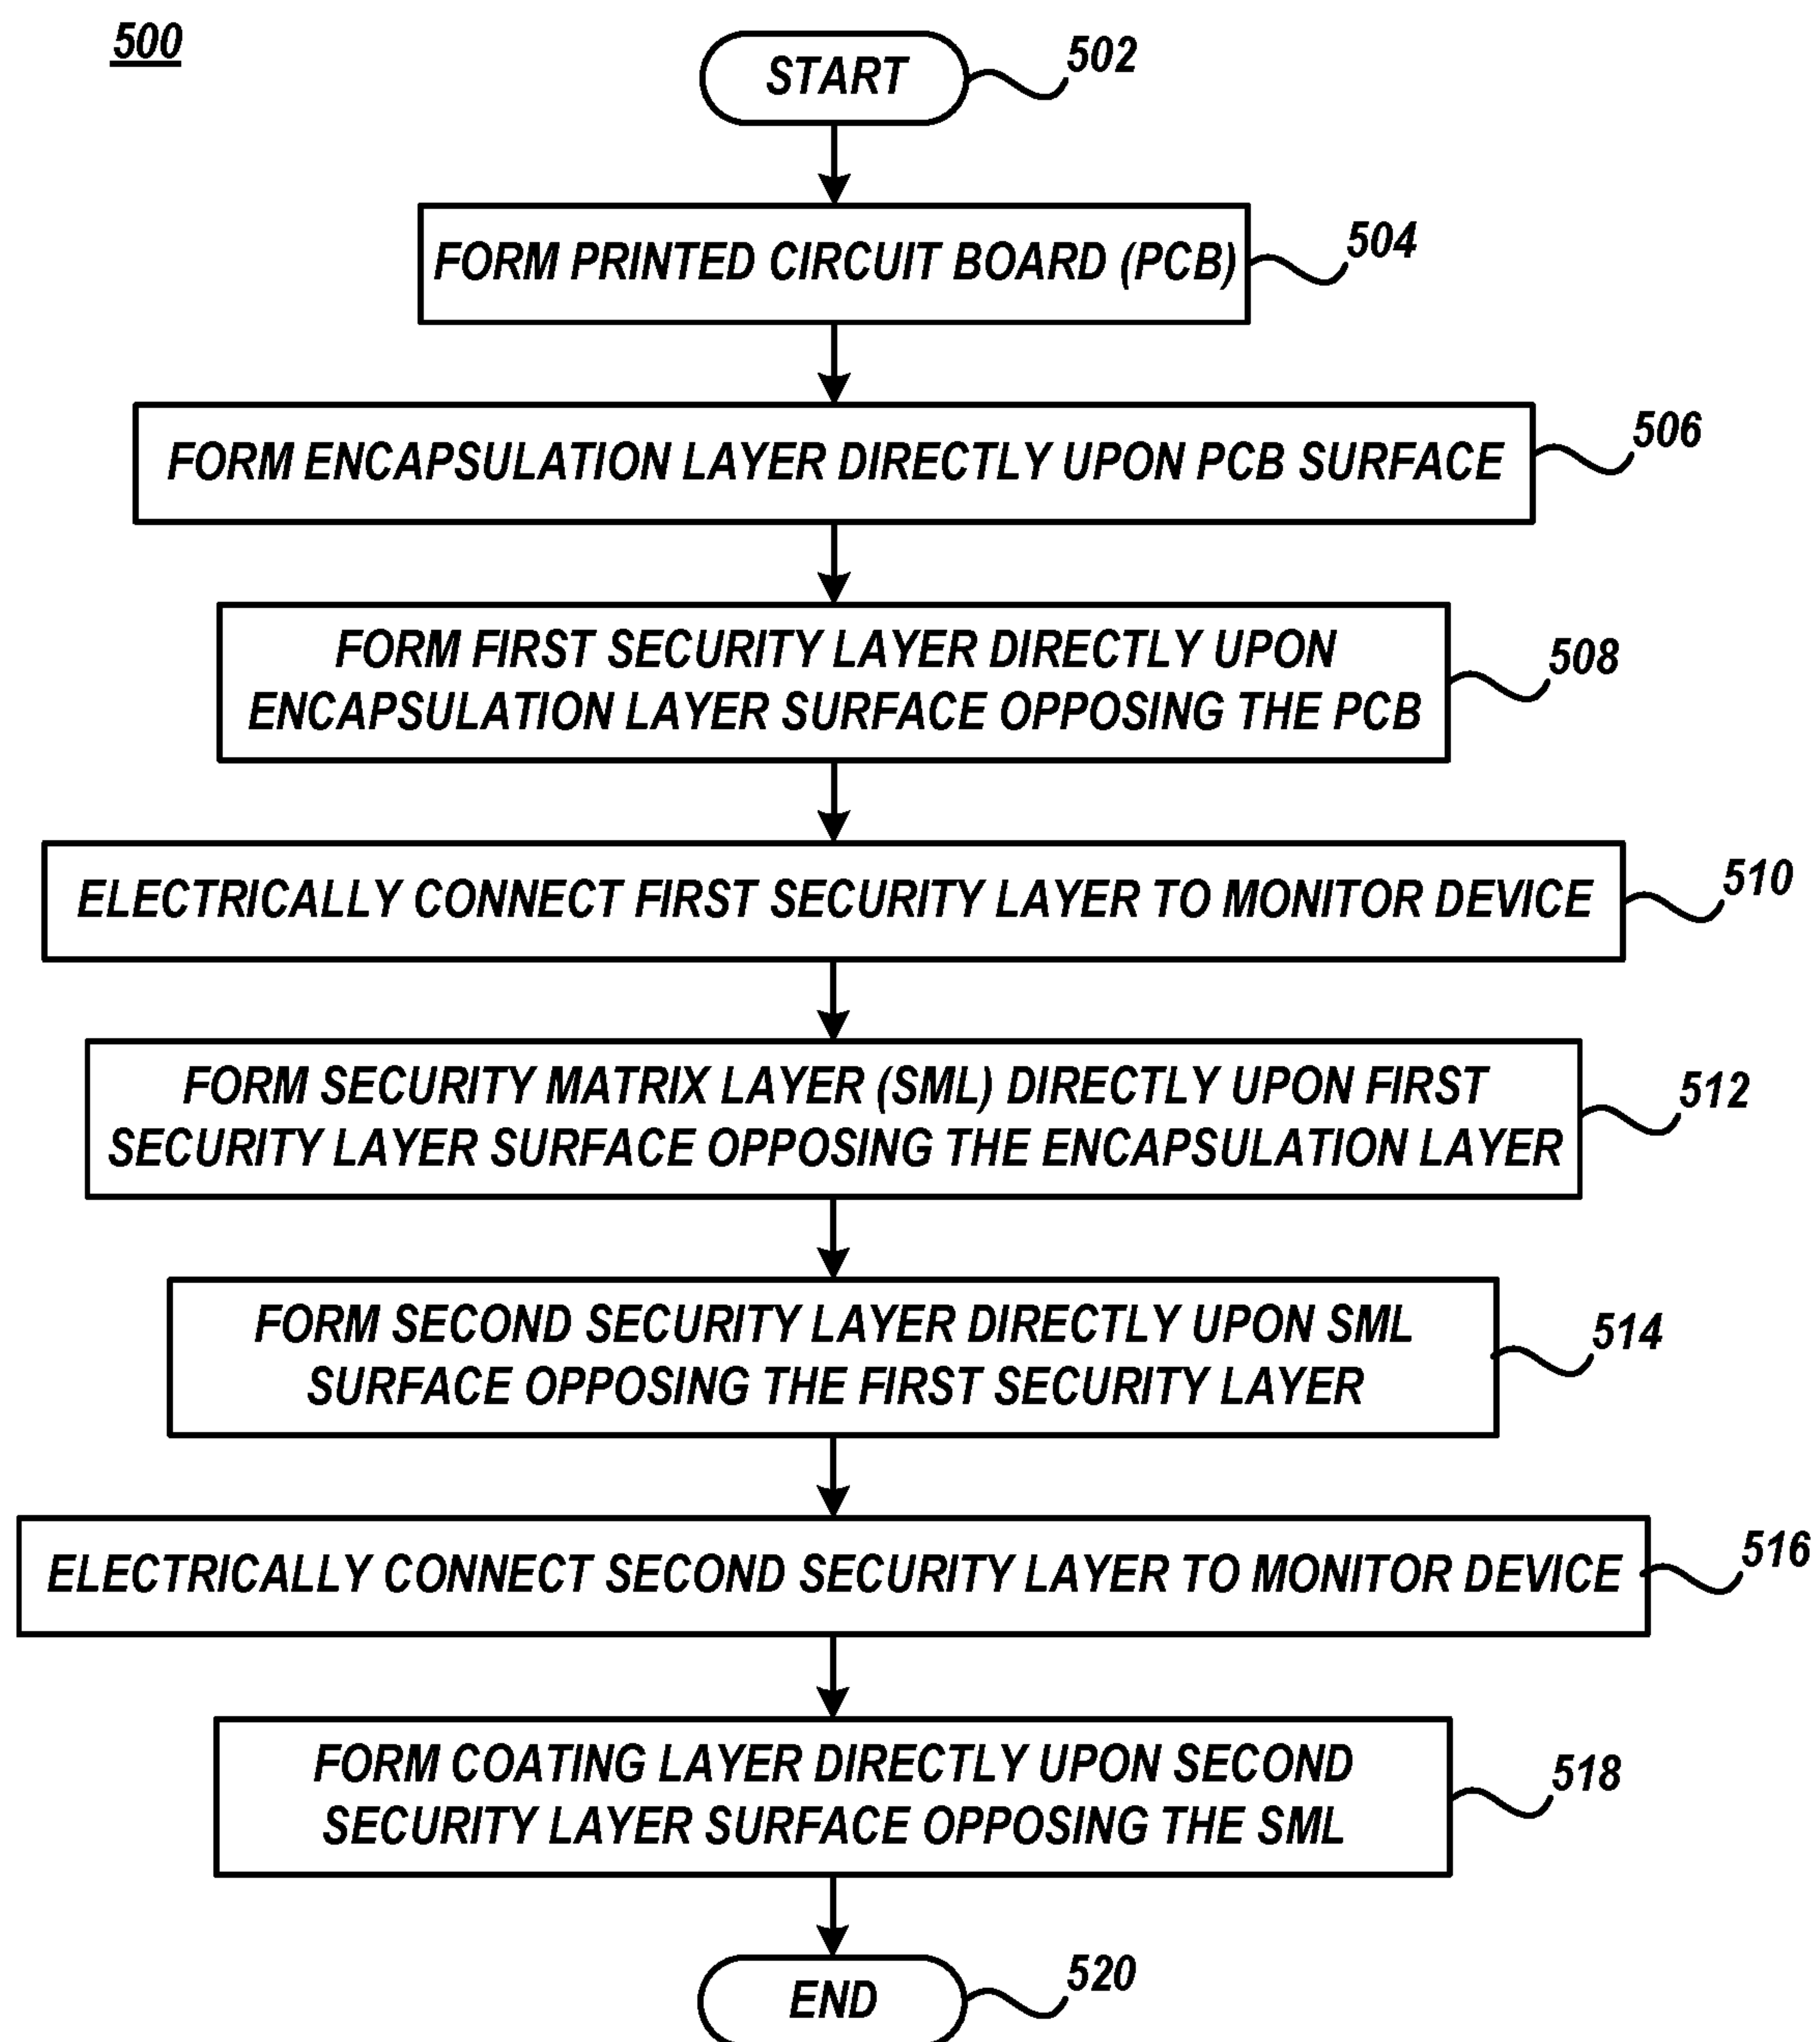 500
START
502
FORM PRINTED CIRCUIT BOARD (PCB)
504
FORM ENCAPSULATION LAYER DIRECTLY UPON PCB SURFACE
506
FORM FIRST SECURITY LAYER DIRECTLY UPON
ENCAPSULATION LAYER SURFACE OPPOSING THE PCB
508
ELECTRICALLY CONNECT FIRST SECURITY LAYER TO MONITOR DEVICE
510
FORM SECURITY MATRIX LAYER (SML) DIRECTLY UPON FIRST
SECURITY LAYER SURFACE OPPOSING THE ENCAPSULATION LAYER
512
FORM SECOND SECURITY LAYER DIRECTLY UPON SML
SURFACE OPPOSING THE FIRST SECURITY LAYER
514
ELECTRICALLY CONNECT SECOND SECURITY LAYER TO MONITOR DEVICE
516
FORM COATING LAYER DIRECTLY UPON SECOND
SECURITY LAYER SURFACE OPPOSING THE SML
518
END
520